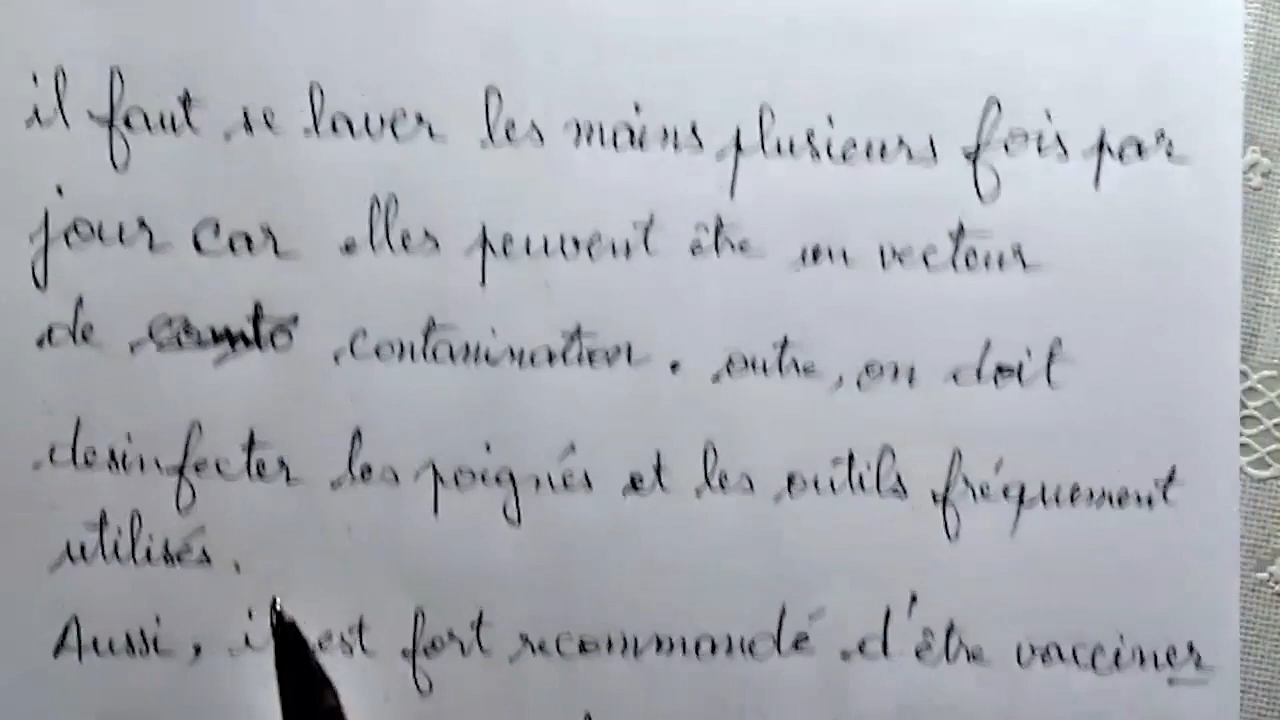 il faut se laver les mains plusieurs fois par
jour car elles peuvent être un vecteur
de contamination. outre, on doit
desinfecter les poignés et les outils fréquement
utilisés.
Aussi, il est fort recommandé d'être vacciner